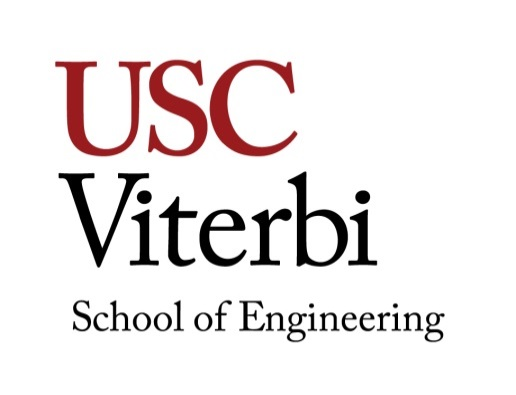 USC
Viterbi
School of Engineering